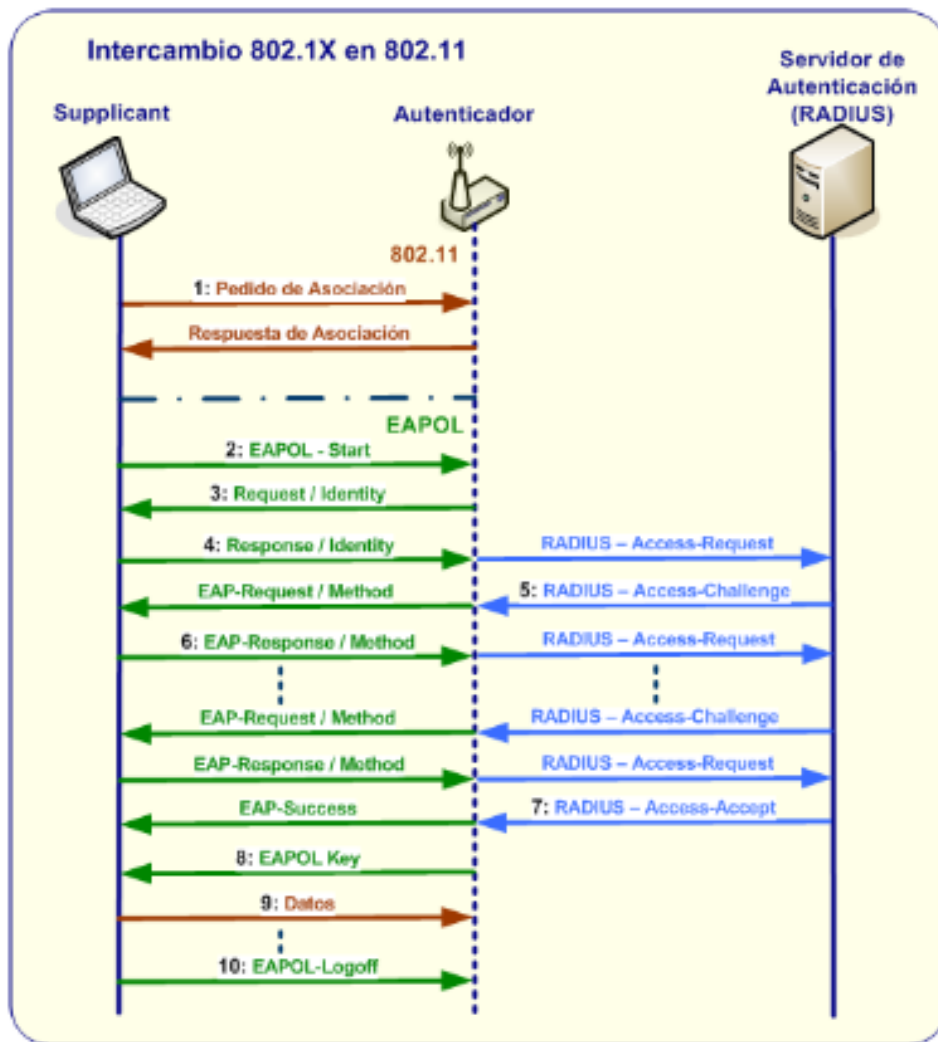 Intercambio 802.1X en 802.11
Servidor de
Autenticación
(RADIUS)
Supplicant
Autenticador
802.11
1: Pedido de Asociación
Respuesta de Asociación
EAPOL
2: EAPOL - Start
3: Request / Identity
4: Response / Identity
RADIUS – Access-Request
EAP-Request / Method
5: RADIUS – Access-Challenge
6: EAP-Response / Method
RADIUS – Access-Request
EAP-Request / Method
RADIUS – Access-Challenge
EAP-Response / Method
RADIUS – Access-Request
EAP-Success
7: RADIUS – Access-Accept
8: EAPOL Key
9: Datos
10: EAPOL-Logoff